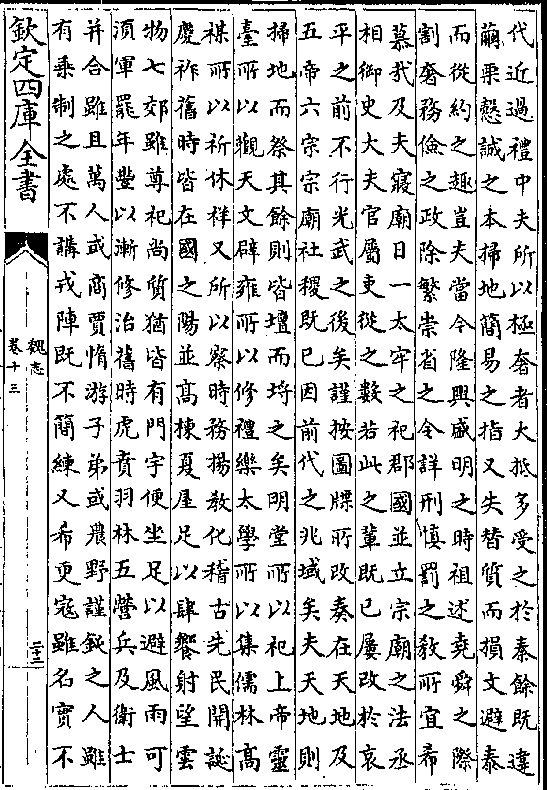 代近過禮中夫所以極奢者大抵多受之於秦餘既違
繭栗慤誠之本掃地簡易之指又失替質而損文避泰
而從約之趣豈夫當今隆興盛明之時祖述堯舜之際
割奢務儉之政除繁崇省之令詳刑慎罰之教所宜希
慕哉及夫寢廟日一太牢之祀郡國並立宗廟之法丞
相御史大夫官屬吏從之數若此之輩既已屢改於哀
平之前不行光武之後矣謹按圖牒所改奏在天地及
五帝六宗宗廟社稷既已因前代之兆域矣夫天地則
掃地而祭其餘則皆壇而埒之矣明堂所以祀上帝靈
臺所以觀天文辟雍所以修禮樂太學所以集儒林高
禖所以祈休祥又所以察時務揚教化稽古先民開誕
慶祚舊時皆在國之陽並高棟夏屋足以肆饗射望雲
物七郊雖尊祀尚質猶皆有門宇便坐足以避風雨可
須軍罷年豐以漸修治舊時虎賁羽林五營兵及衛士
并合雖且萬人或商賈惰游子弟或農野謹鈍之人雖
有乘制之處不講戎陣既不簡練又希更寇雖名實不
欽定四庫全書
魏志
卷十三
二十二